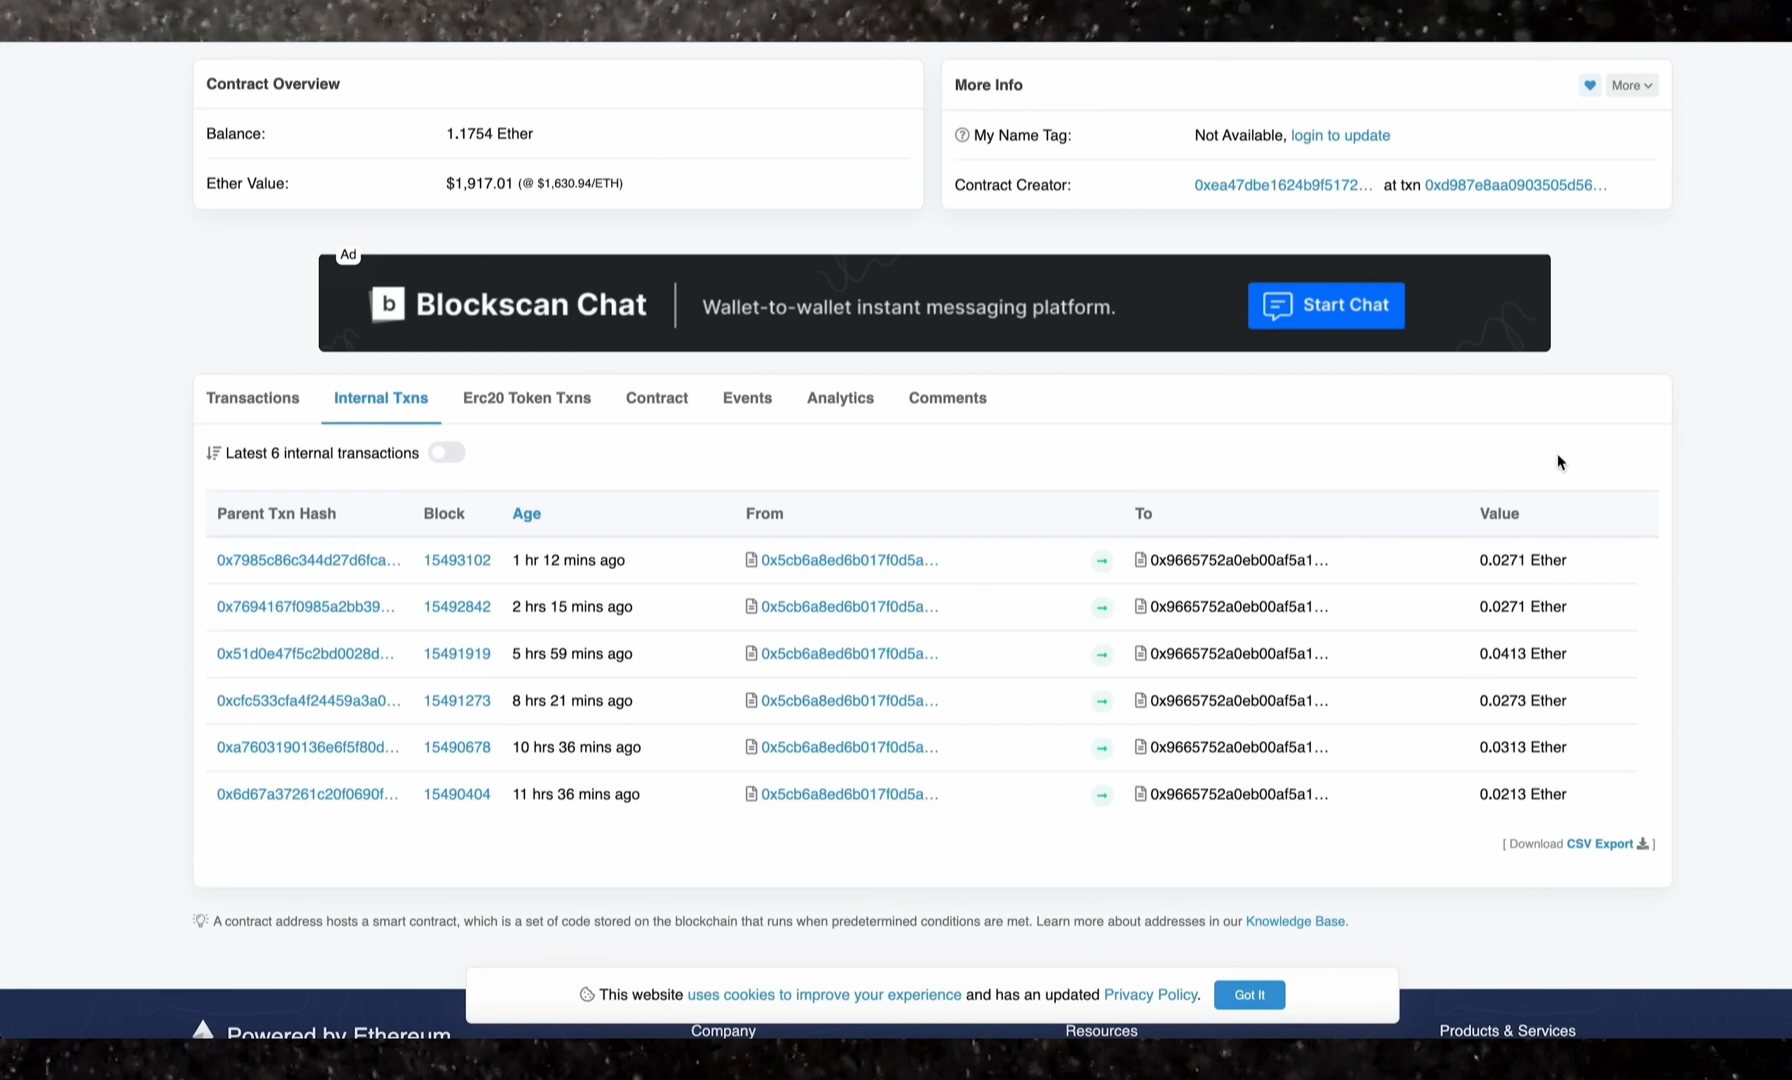 Contract Overview
Balance: 1.1754 Ether
Ether Value: $1,917.01 (@ $1,630.94/ETH)
More Info
More
My Name Tag: Not Available, login to update
Contract Creator: 0xea47dbe1624b9f5172... at txn 0xd987e8aa0903505d56...
Ad
b Blockscan Chat Wallet-to-wallet instant messaging platform. Start Chat
Transactions Internal Txns Erc20 Token Txns Contract Events Analytics Comments
Latest 6 internal transactions
Parent Txn Hash Block Age From To Value
0x7985c86c344d27d6fca... 15493102 1 hr 12 mins ago 0x5cb6a8ed6b017f0d5a... 0x9665752a0eb00af5a1... 0.0271 Ether
0x7694167f0985a2bb39... 15492842 2 hrs 15 mins ago 0x5cb6a8ed6b017f0d5a... 0x9665752a0eb00af5a1... 0.0271 Ether
0x51d0e47f5c2bd0028d... 15491919 5 hrs 59 mins ago 0x5cb6a8ed6b017f0d5a... 0x9665752a0eb00af5a1... 0.0413 Ether
0xcfc533cfa4f24459a3a0... 15491273 8 hrs 21 mins ago 0x5cb6a8ed6b017f0d5a... 0x9665752a0eb00af5a1... 0.0273 Ether
0xa7603190136e6f5f80d... 15490678 10 hrs 36 mins ago 0x5cb6a8ed6b017f0d5a... 0x9665752a0eb00af5a1... 0.0313 Ether
0x6d67a37261c20f0690f... 15490404 11 hrs 36 mins ago 0x5cb6a8ed6b017f0d5a... 0x9665752a0eb00af5a1... 0.0213 Ether
[ Download CSV Export ]
A contract address hosts a smart contract, which is a set of code stored on the blockchain that runs when predetermined conditions are met. Learn more about addresses in our Knowledge Base.
This website uses cookies to improve your experience and has an updated Privacy Policy. Got It
Powered by Ethereum Company Resources Products & Services